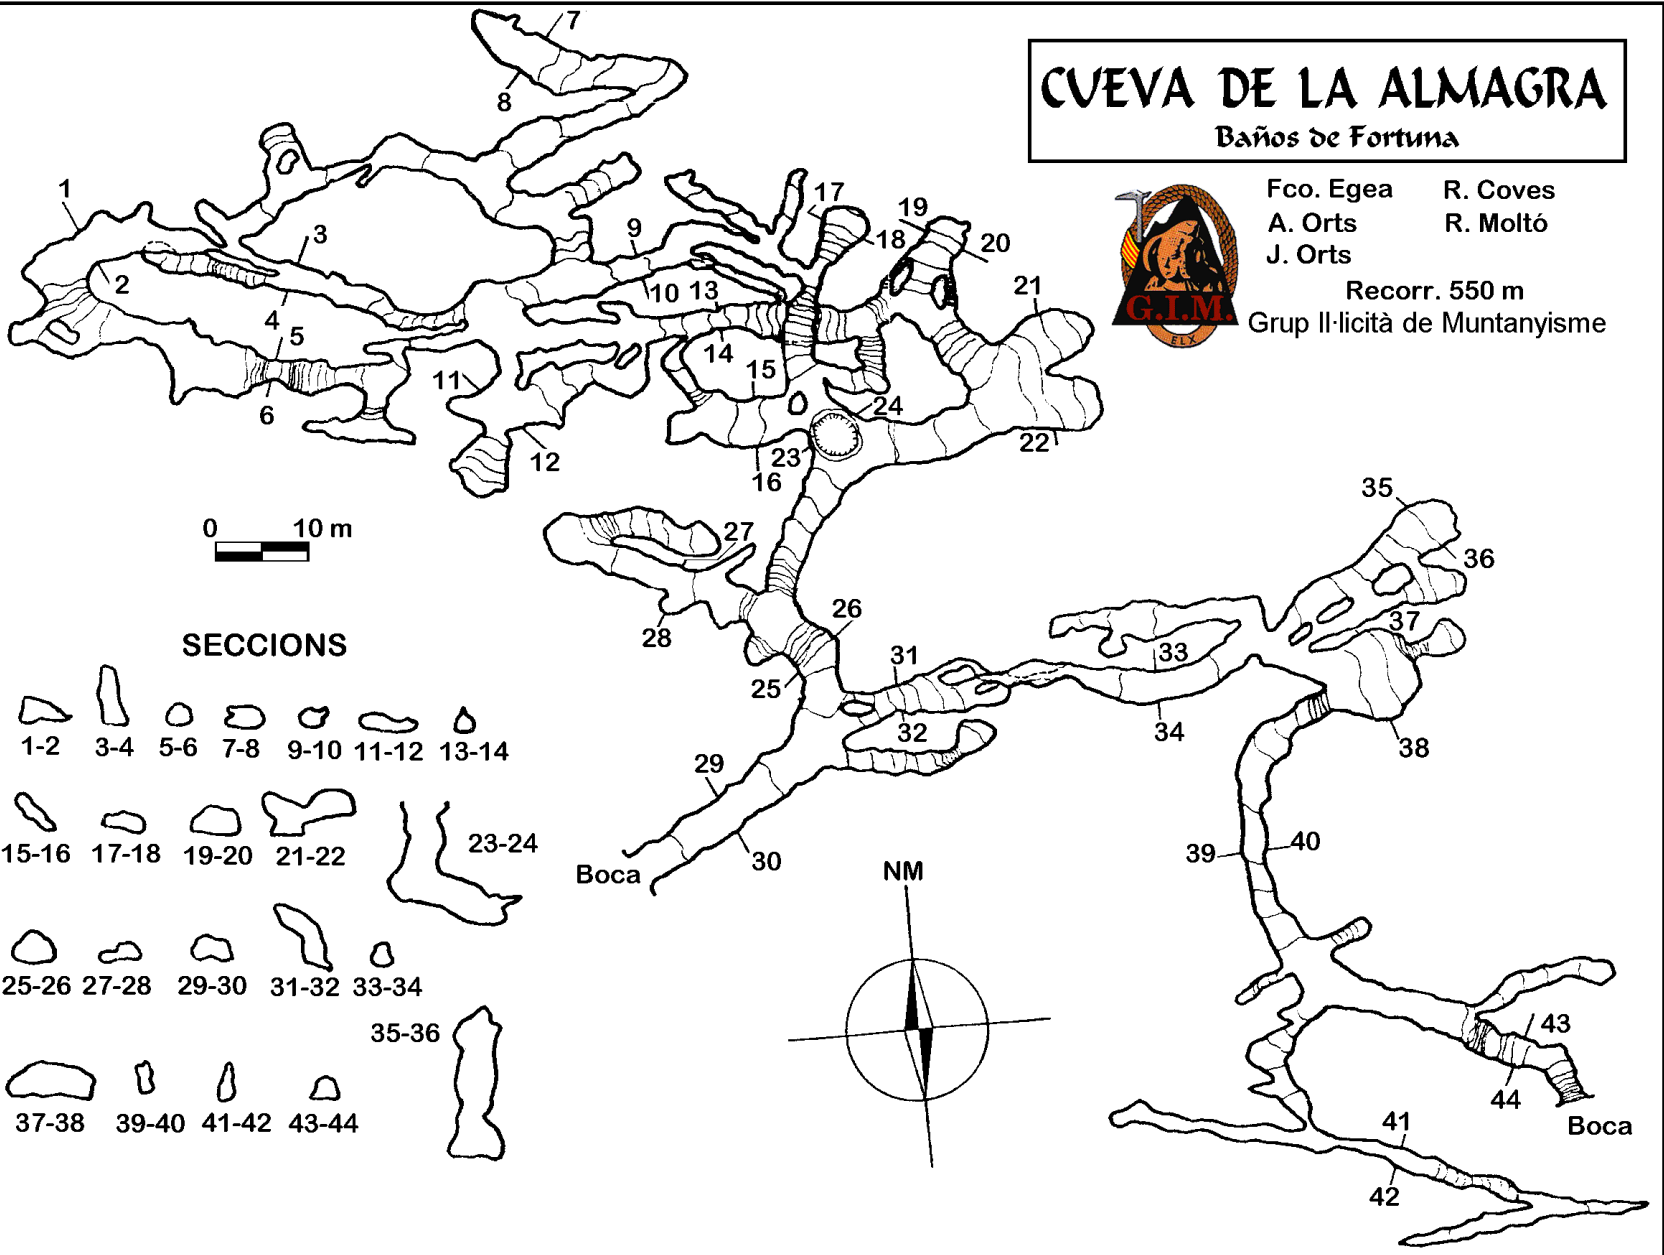 CUEVA DE LA ALMAGRA
Baños de Fortuna
Fco. Egea R. Coves
A. Orts R. Moltó
J. Orts
Recorr. 550 m
Grup Il·licità de Muntanyisme
G.I.M.
ELX
7
8
1
2
3
4
5
6
9
10
11
12
13
14
15
16
17
18
19
20
21
22
23
24
0 10 m
27
28
26
25
31
32
33
34
35
36
37
38
29
30
Boca
39
40
NM
43
44
Boca
41
42
SECCIONS
1-2 3-4 5-6 7-8 9-10 11-12 13-14
15-16 17-18 19-20 21-22 23-24
25-26 27-28 29-30 31-32 33-34
35-36
37-38 39-40 41-42 43-44